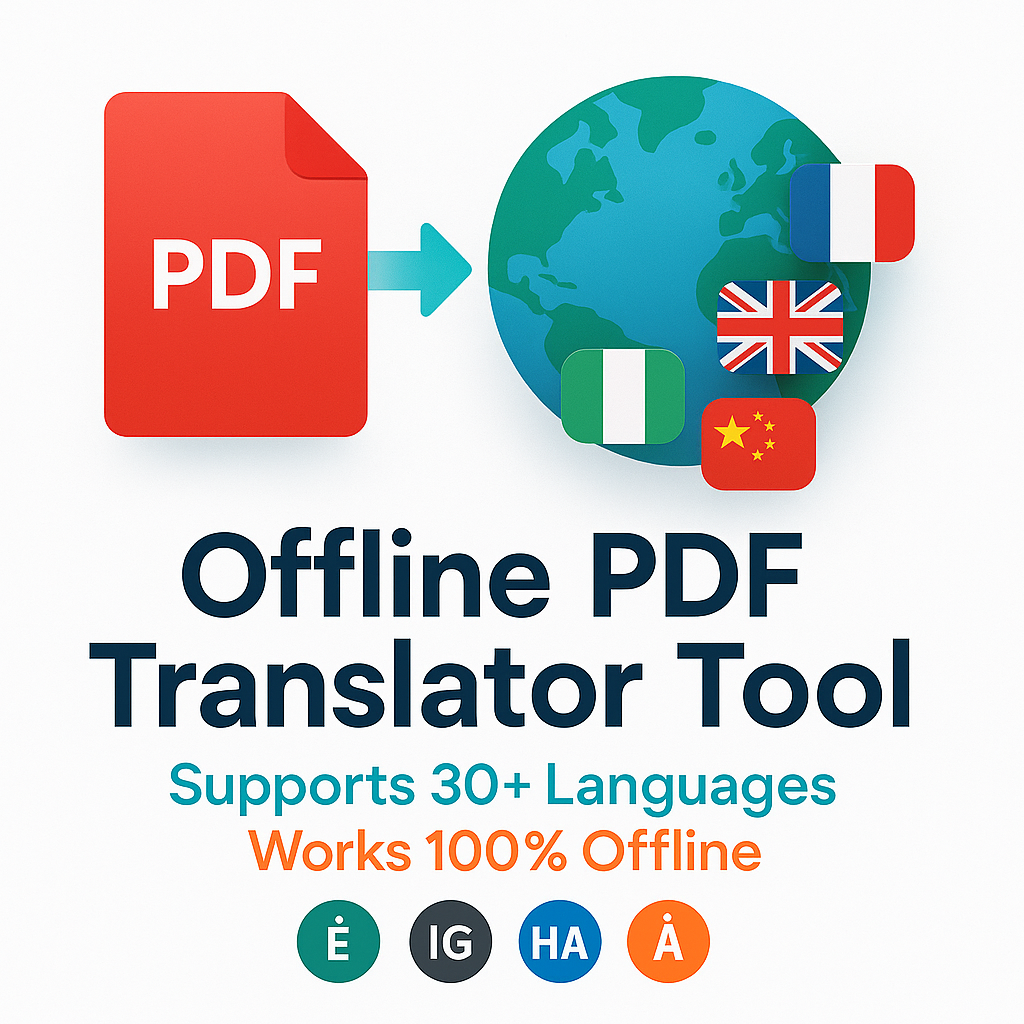 PDF
Offline PDF
Translator Tool
Supports 30+ Languages
Works 100% Offline
Ė IG HA Å